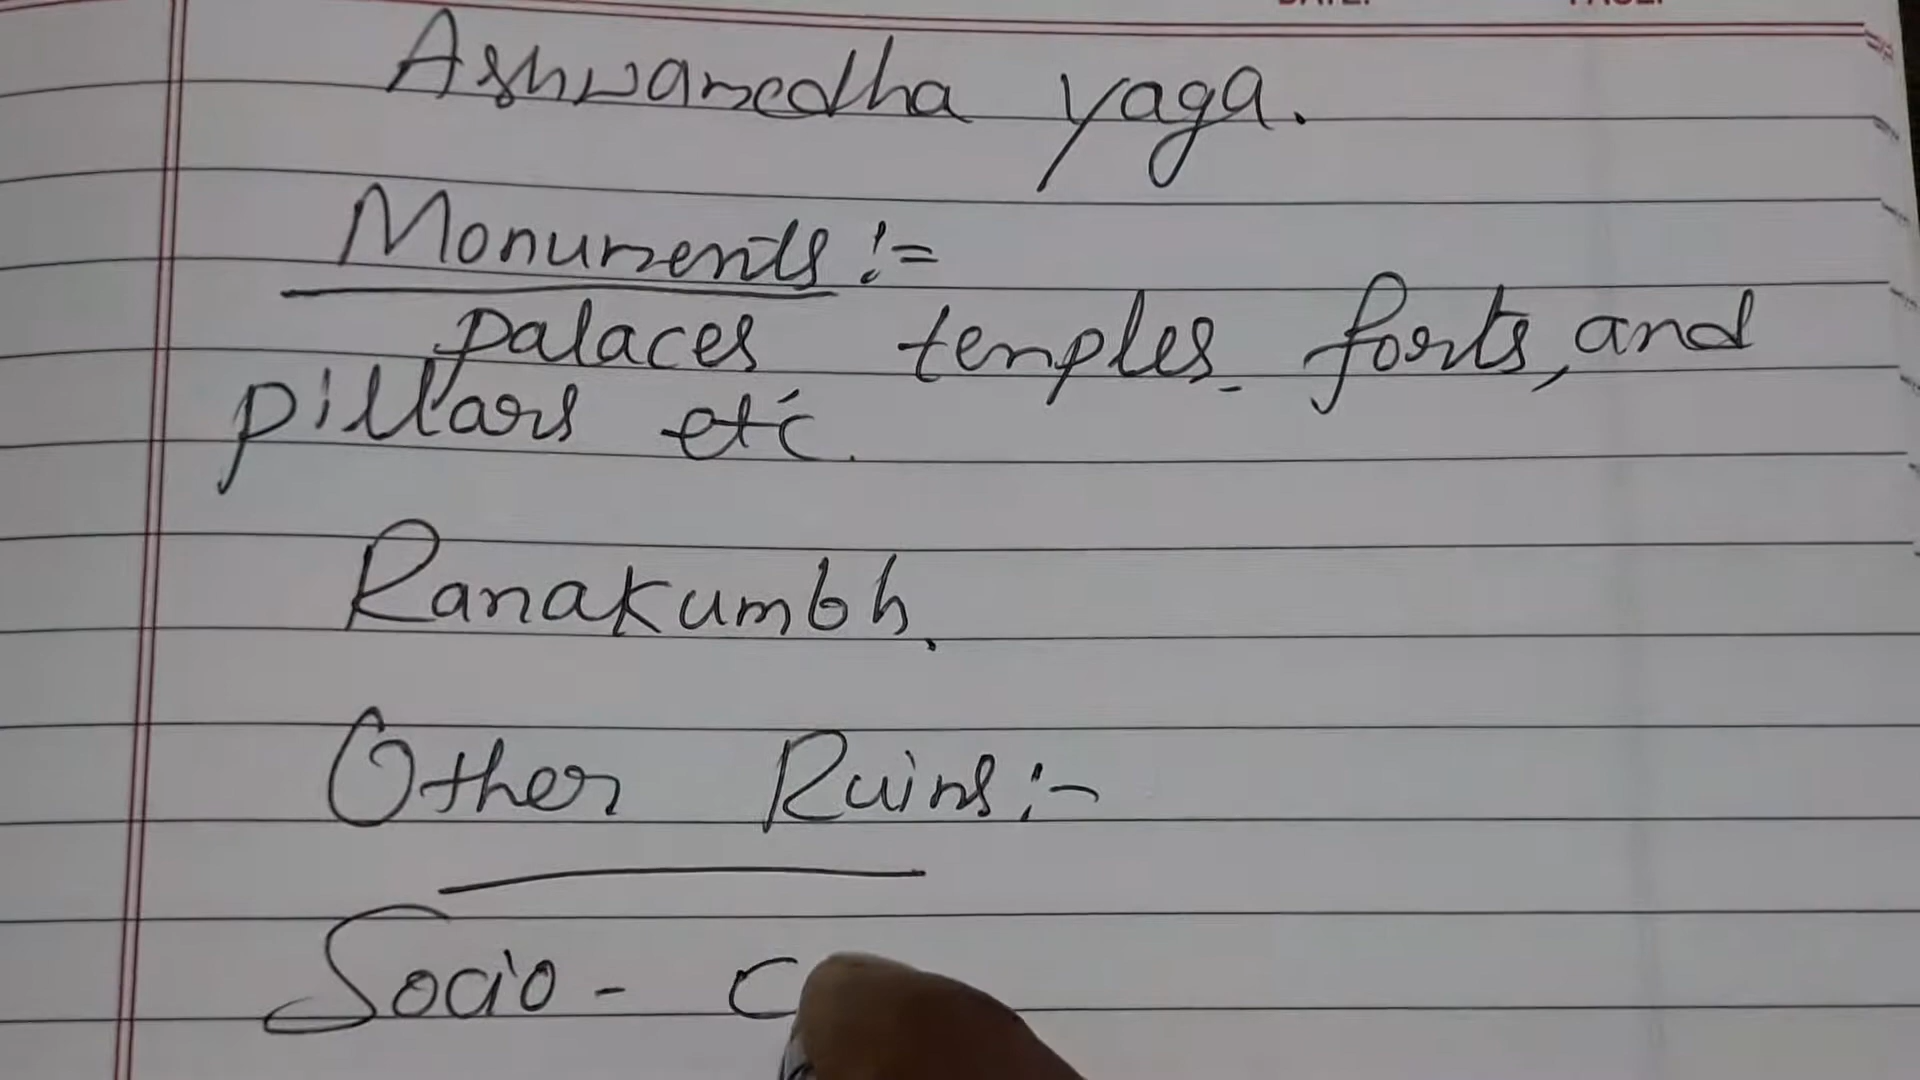 Ashwamedha yaga.
Monuments :-
palaces temples, forts, and
pillars etc.
Ranakumbh.
Other Ruins :-
Socio - c